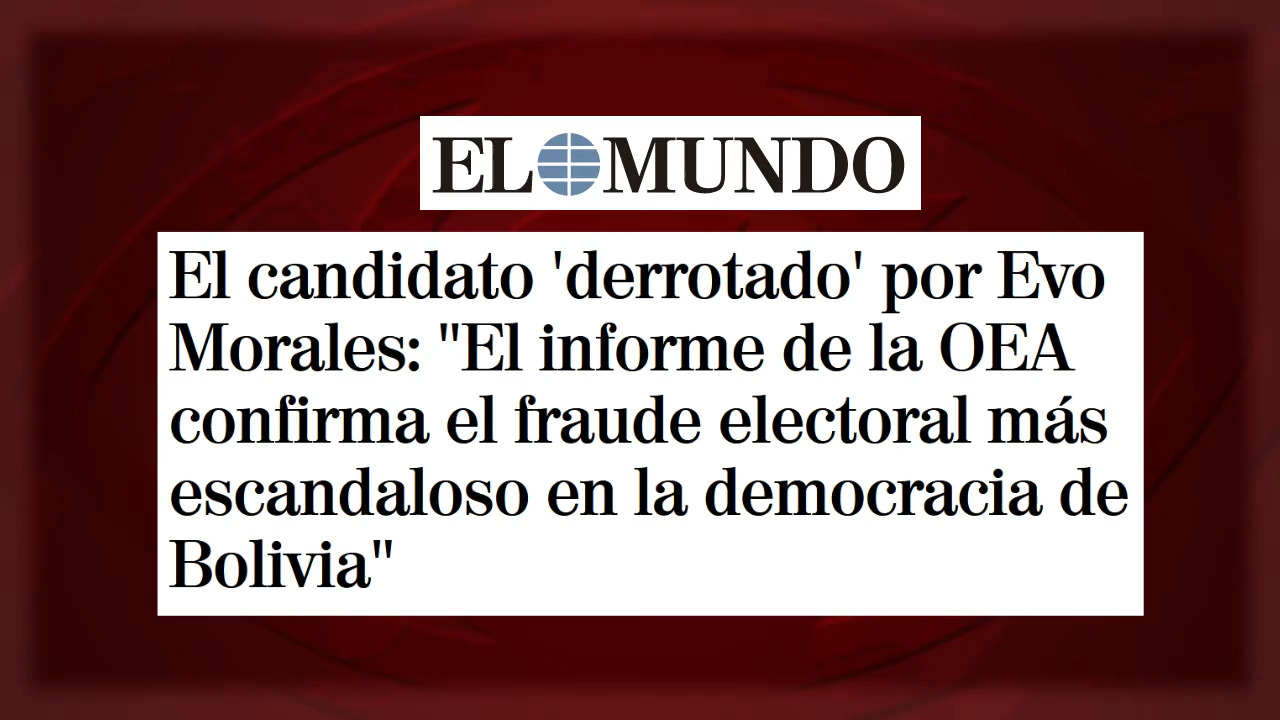 EL MUNDO
El candidato 'derrotado' por Evo
Morales: "El informe de la OEA
confirma el fraude electoral más
escandaloso en la democracia de
Bolivia"